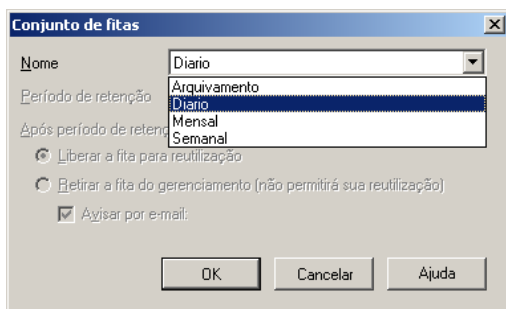 Conjunto de fitas
Nome
Diario
Arquivamento
Diario
Mensal
Semanal
Período de retenção
Após período de retenç
Liberar a fita para reutilização
Retirar a fita do gerenciamento (não permitirá sua reutilização)
Avisar por e-mail:
OK Cancelar Ajuda